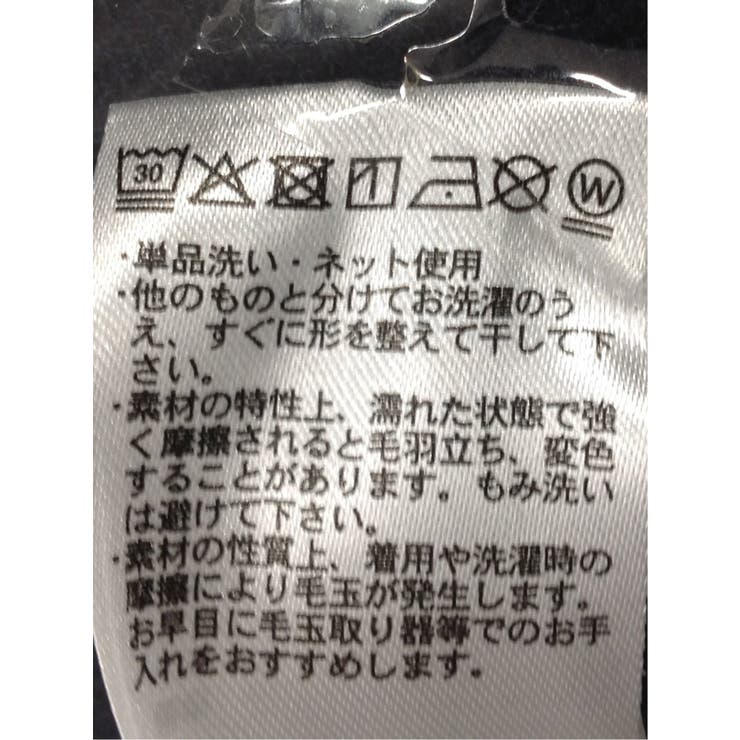 30 W
・単品洗い・ネット使用
・他のものと分けてお洗濯のう
え、すぐに形を整えて干して下
さい。
・素材の特性上、濡れた状態で強
く摩擦されると毛羽立ち、変色
することがあります。もみ洗い
は避けて下さい。
・素材の性質上、着用や洗濯時の
摩擦により毛玉が発生します。
お早目に毛玉取り器等でのお手
入れをおすすめします。